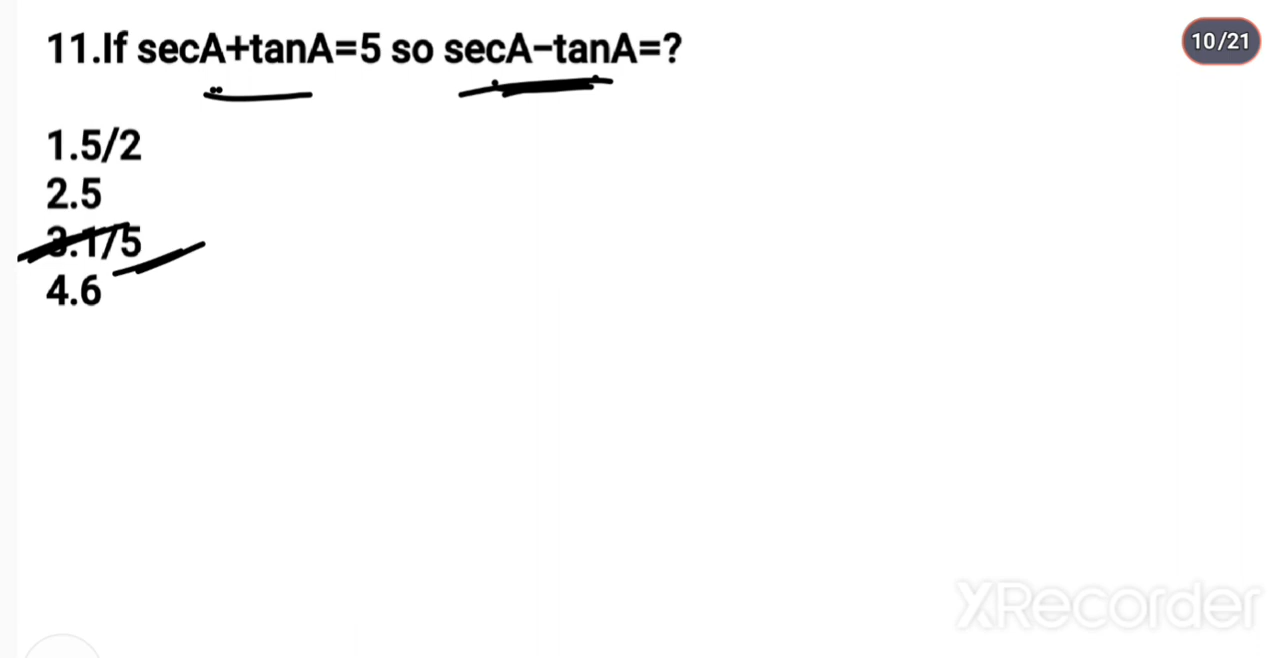 11.If secA+tanA=5 so secA−tanA=?
10/21
1.5/2
2.5
3.1/5
4.6
XRecorder